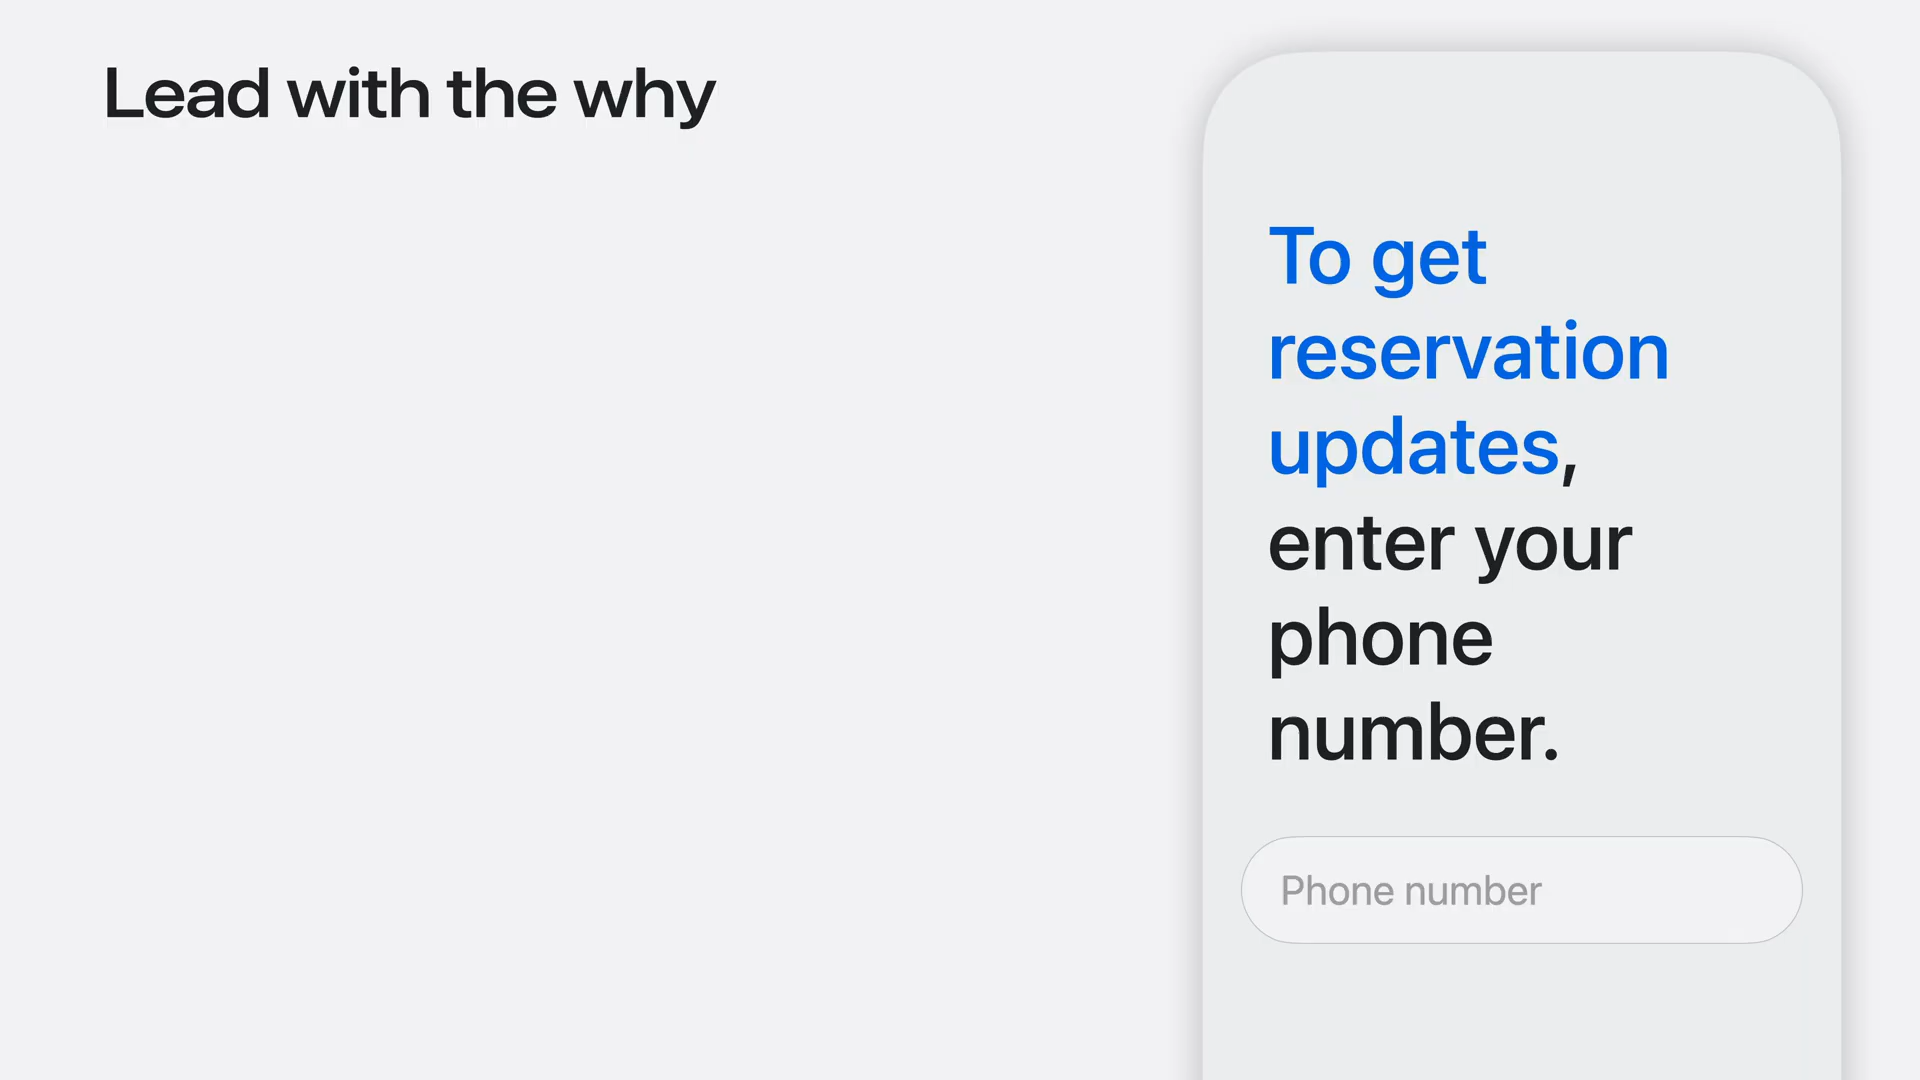 Lead with the why
To get
reservation
updates,
enter your
phone
number.
Phone number